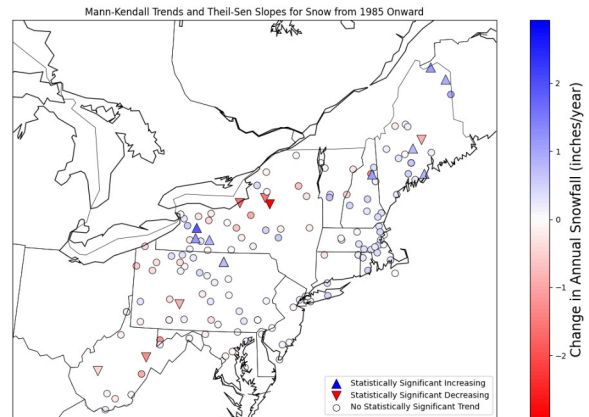 Mann-Kendall Trends and Theil-Sen Slopes for Snow from 1985 Onward
2
1
0
−1
−2
Change in Annual Snowfall (inches/year)
Statistically Significant Increasing
Statistically Significant Decreasing
No Statistically Significant Trend